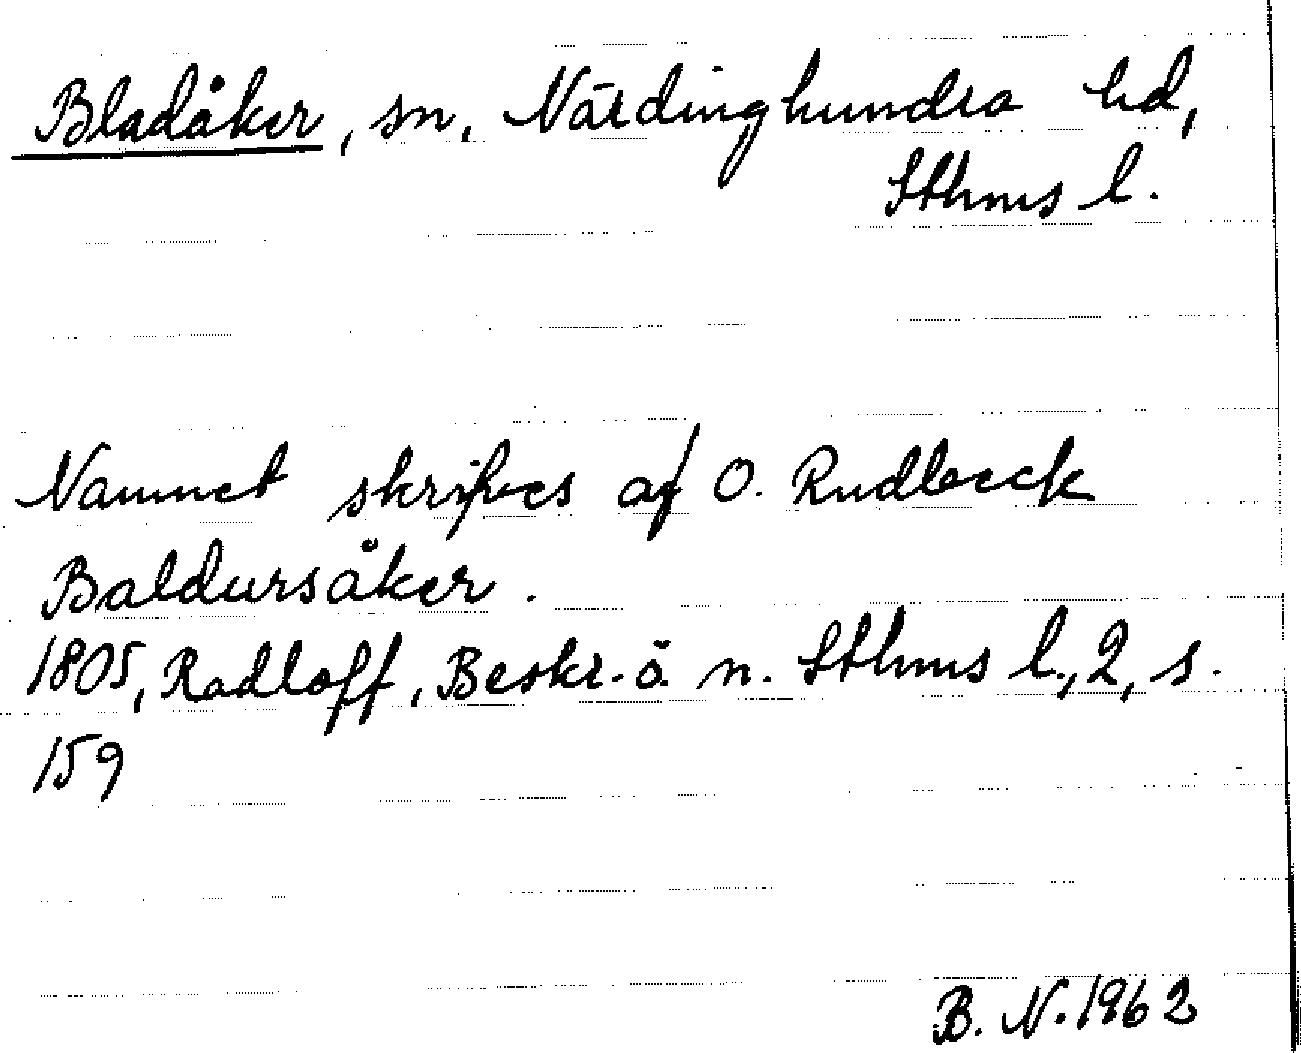 Bladåker, sn, Närdinghundra hd,
Sthms l.
Namnet skrifves af O. Rudbeck
Baldursåker.
1805, Radloff, Beskr. ö. n. Sthms l., 2, s.
159
B. N. 1962